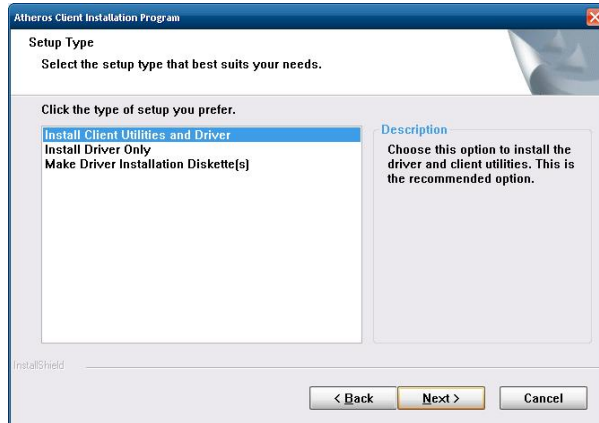 Atheros Client Installation Program
Setup Type
Select the setup type that best suits your needs.
Click the type of setup you prefer.
Install Client Utilities and Driver
Install Driver Only
Make Driver Installation Diskette(s)
Description
Choose this option to install the
driver and client utilities. This is
the recommended option.
InstallShield
< Back
Next >
Cancel